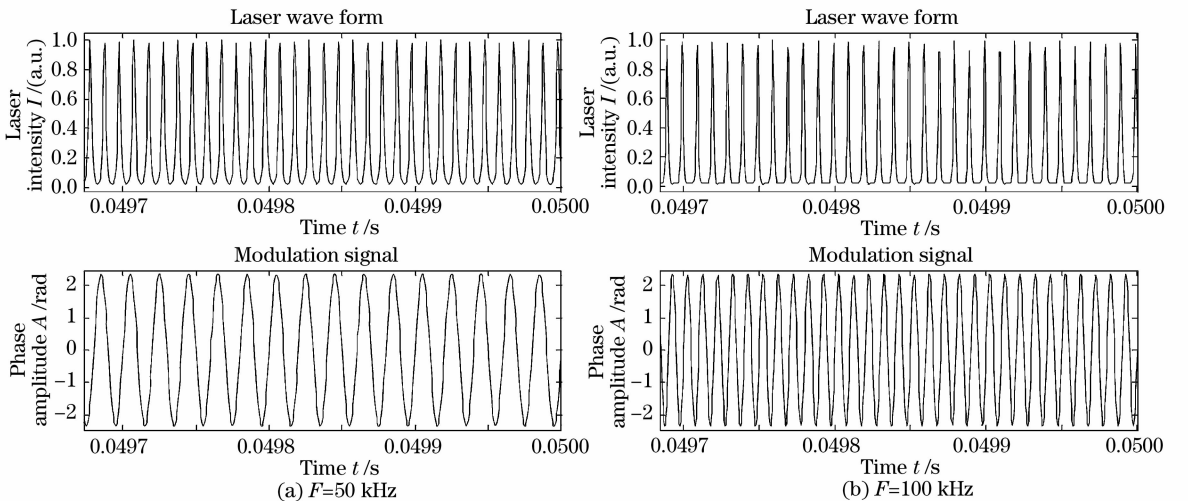 Laser wave form
Laser
intensity I /(a.u.)
1.0
0.8
0.6
0.4
0.2
0.0
0.0497 0.0498 0.0499 0.0500
Time t /s
Modulation signal
Phase
amplitude A /rad
2
1
0
−1
−2
0.0497 0.0498 0.0499 0.0500
Time t /s
(a) F=50 kHz
Laser wave form
Laser
intensity I /(a.u.)
1.0
0.8
0.6
0.4
0.2
0.0
0.0497 0.0498 0.0499 0.0500
Time t /s
Modulation signal
Phase
amplitude A /rad
2
1
0
−1
−2
0.0497 0.0498 0.0499 0.0500
Time t /s
(b) F=100 kHz